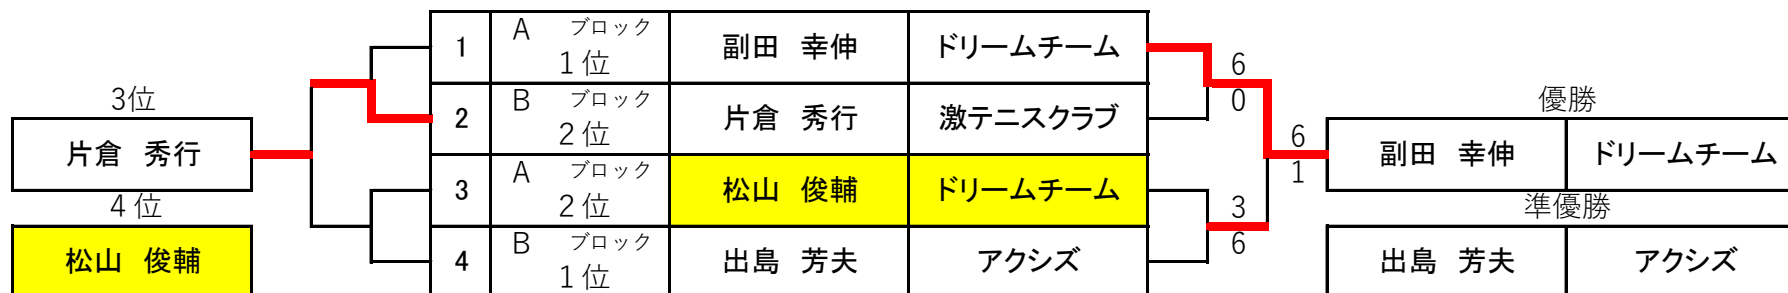 3位
片倉 秀行
4位
松山 俊輔
1 A ブロック 1位 副田 幸伸 ドリームチーム
2 B ブロック 2位 片倉 秀行 激テニスクラブ
3 A ブロック 2位 松山 俊輔 ドリームチーム
4 B ブロック 1位 出島 芳夫 アクシズ
6
0
3
6
6
1
優勝
副田 幸伸 ドリームチーム
準優勝
出島 芳夫 アクシズ